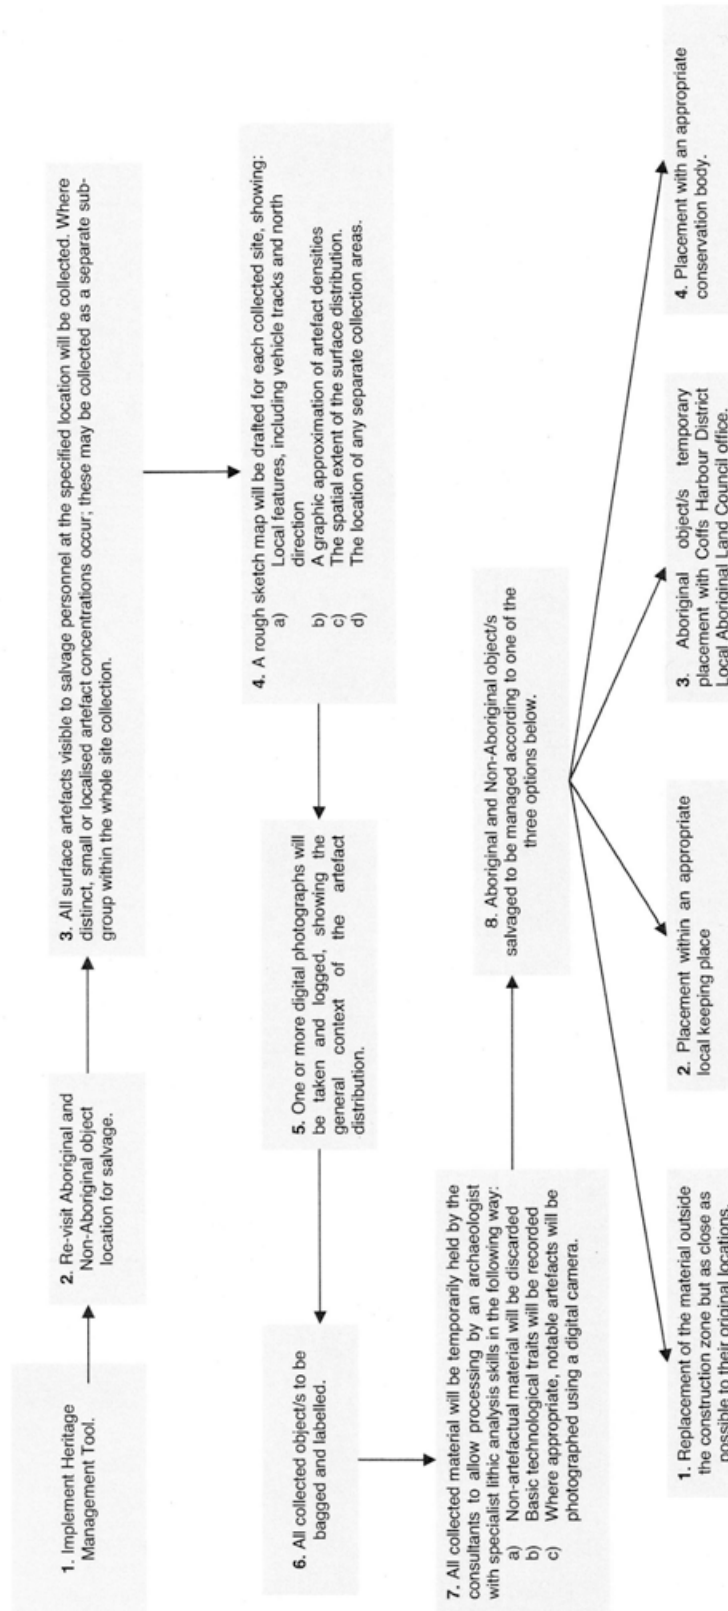 1. Implement Heritage
Management Tool.
2. Re-visit Aboriginal and
Non-Aboriginal object
location for salvage.
3. All surface artefacts visible to salvage personnel at the specified location will be collected. Where
distinct, small or localised artefact concentrations occur; these may be collected as a separate sub-
group within the whole site collection.
4. A rough sketch map will be drafted for each collected site, showing:
a) Local features, including vehicle tracks and north
direction
b) A graphic approximation of artefact densities
c) The spatial extent of the surface distribution.
d) The location of any separate collection areas.
5. One or more digital photographs will
be taken and logged, showing the
general context of the artefact
distribution.
6. All collected object/s to be
bagged and labelled.
7. All collected material will be temporarily held by the
consultants to allow processing by an archaeologist
with specialist lithic analysis skills in the following way:
a) Non-artefactual material will be discarded
b) Basic technological traits will be recorded
c) Where appropriate, notable artefacts will be
photographed using a digital camera.
8. Aboriginal and Non-Aboriginal object/s
salvaged to be managed according to one of the
three options below.
1. Replacement of the material outside
the construction zone but as close as
possible to their original locations.
2. Placement within an appropriate
local keeping place
3. Aboriginal object/s temporary
placement with Coffs Harbour District
Local Aboriginal Land Council office.
4. Placement with an appropriate
conservation body.